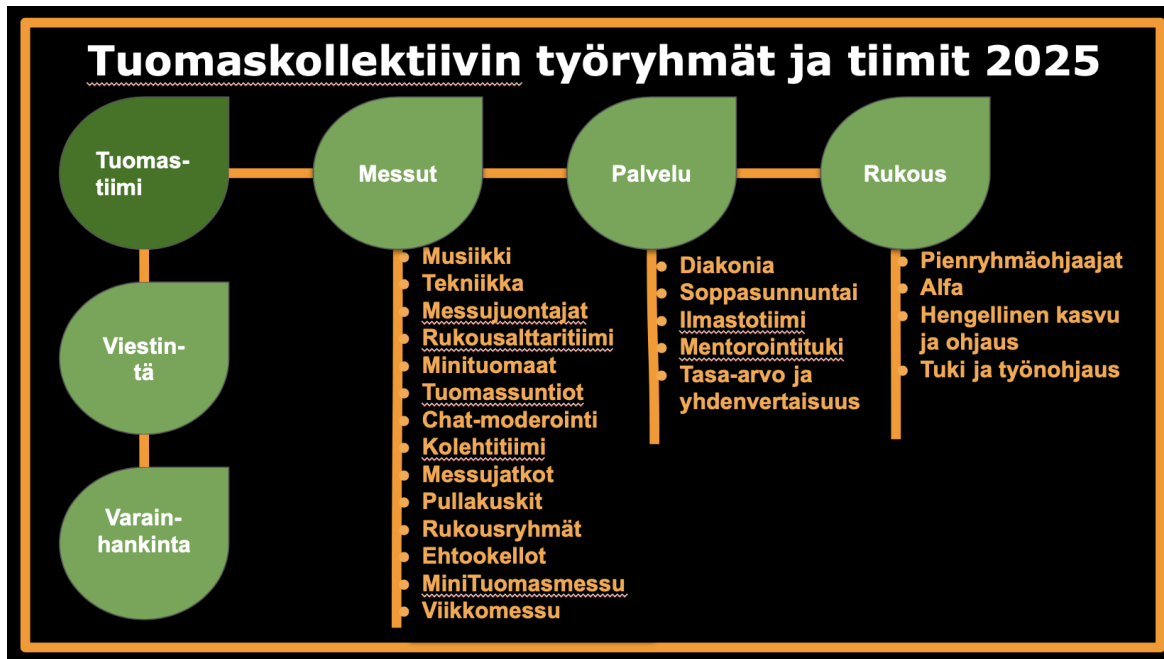 Tuomaskollektiivin työryhmät ja tiimit 2025
Tuomas-
tiimi
Messut
Palvelu
Rukous
Viestin-
tä
Varain-
hankinta
Musiikki
Tekniikka
Messujuontajat
Rukousalttaritiimi
Minituomaat
Tuomassuntiot
Chat-moderointi
Kolehtitiimi
Messujatkot
Pullakuskit
Rukousryhmät
Ehtookellot
MiniTuomasmessu
Viikkomessu
Diakonia
Soppasunnuntai
Ilmastotiimi
Mentorointituki
Tasa-arvo ja
yhdenvertaisuus
Pienryhmäohjaajat
Alfa
Hengellinen kasvu
ja ohjaus
Tuki ja työnohjaus